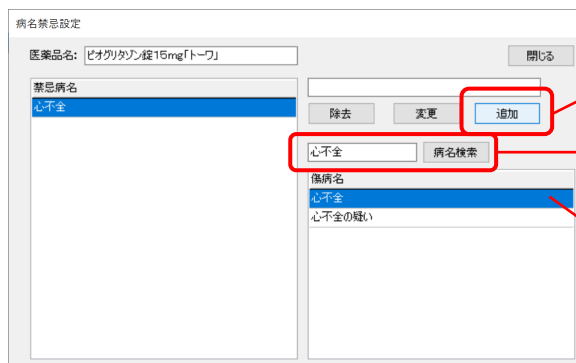 病名禁忌設定
医薬品名: ピオグリタゾン錠15mg「トーワ」 閉じる
禁忌病名
心不全
除去 変更 追加
心不全 病名検索
傷病名
心不全
心不全の疑い